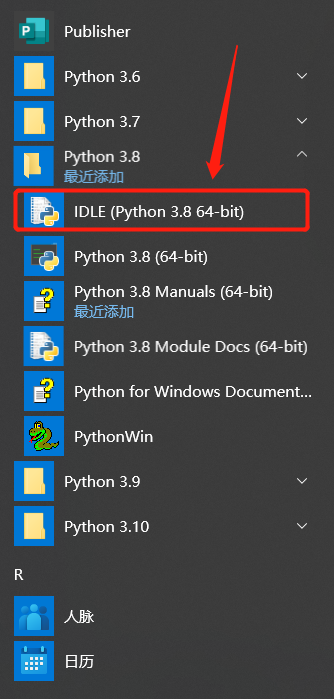 Publisher
Python 3.6
Python 3.7
Python 3.8
最近添加
IDLE (Python 3.8 64-bit)
Python 3.8 (64-bit)
Python 3.8 Manuals (64-bit)
最近添加
Python 3.8 Module Docs (64-bit)
Python for Windows Document...
PythonWin
Python 3.9
Python 3.10
R
人脉
日历